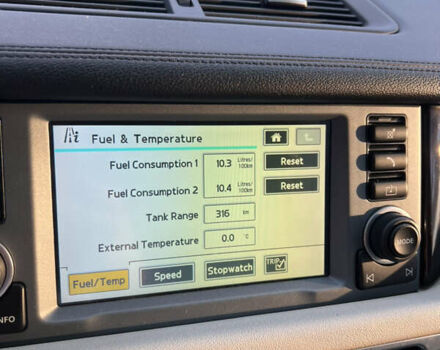 Fuel & Temperature
Fuel Consumption 1 10.3 Litres/100km Reset
Fuel Consumption 2 10.4 Litres/100km Reset
Tank Range 316 km
External Temperature 0.0 °C
Fuel/Temp Speed Stopwatch TRIP
MODE
INFO